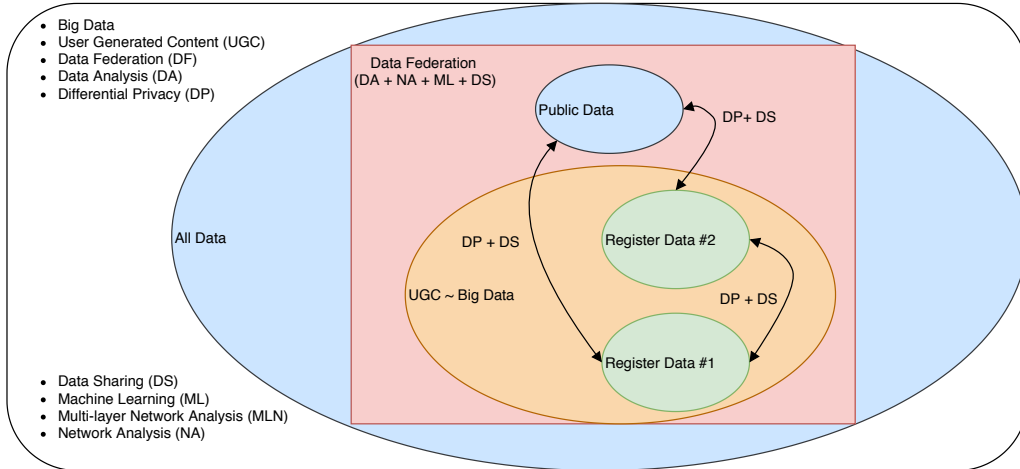 Big Data
User Generated Content (UGC)
Data Federation (DF)
Data Analysis (DA)
Differential Privacy (DP)
Data Federation
(DA + NA + ML + DS)
Public Data
DP+ DS
All Data
DP + DS
Register Data #2
UGC ~ Big Data
DP + DS
Register Data #1
Data Sharing (DS)
Machine Learning (ML)
Multi-layer Network Analysis (MLN)
Network Analysis (NA)